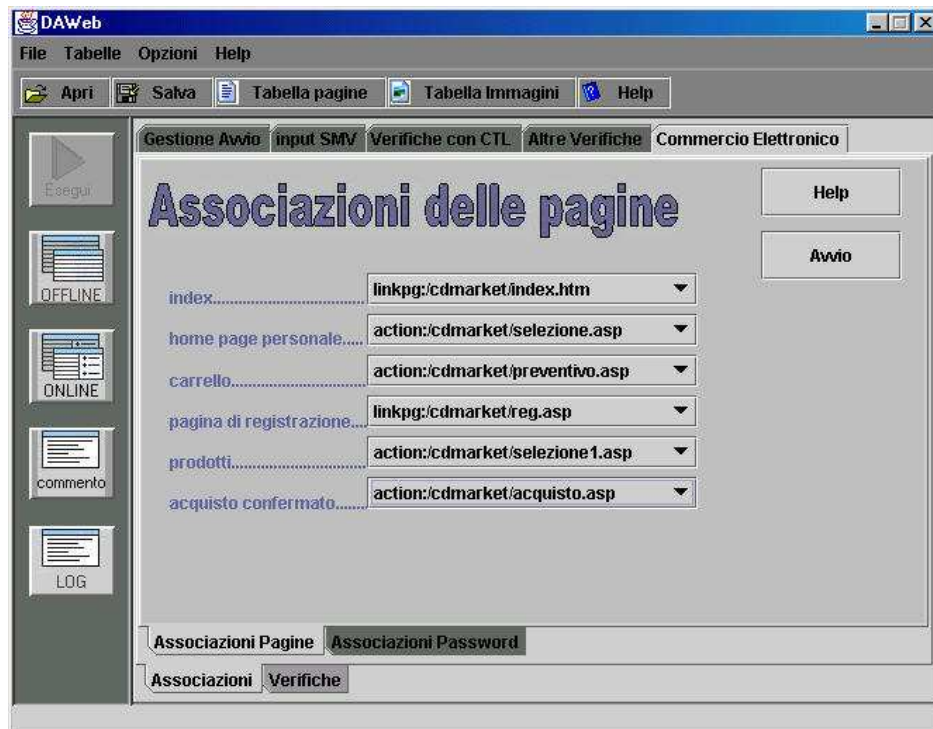 DAWeb
File Tabelle Opzioni Help
Apri Salva Tabella pagine Tabella Immagini Help
Gestione Avvio input SMV Verifiche con CTL Altre Verifiche Commercio Elettronico
Esegui
Associazioni delle pagine
Help
Avvio
OFFLINE
index.................................. linkpg:/cdmarket/index.htm
home page personale..... action:/cdmarket/selezione.asp
ONLINE
carrello.............................. action:/cdmarket/preventivo.asp
pagina di registrazione.... linkpg:/cdmarket/reg.asp
prodotti.............................. action:/cdmarket/selezione1.asp
commento
acquisto confermato....... action:/cdmarket/acquisto.asp
LOG
Associazioni Pagine Associazioni Password
Associazioni Verifiche